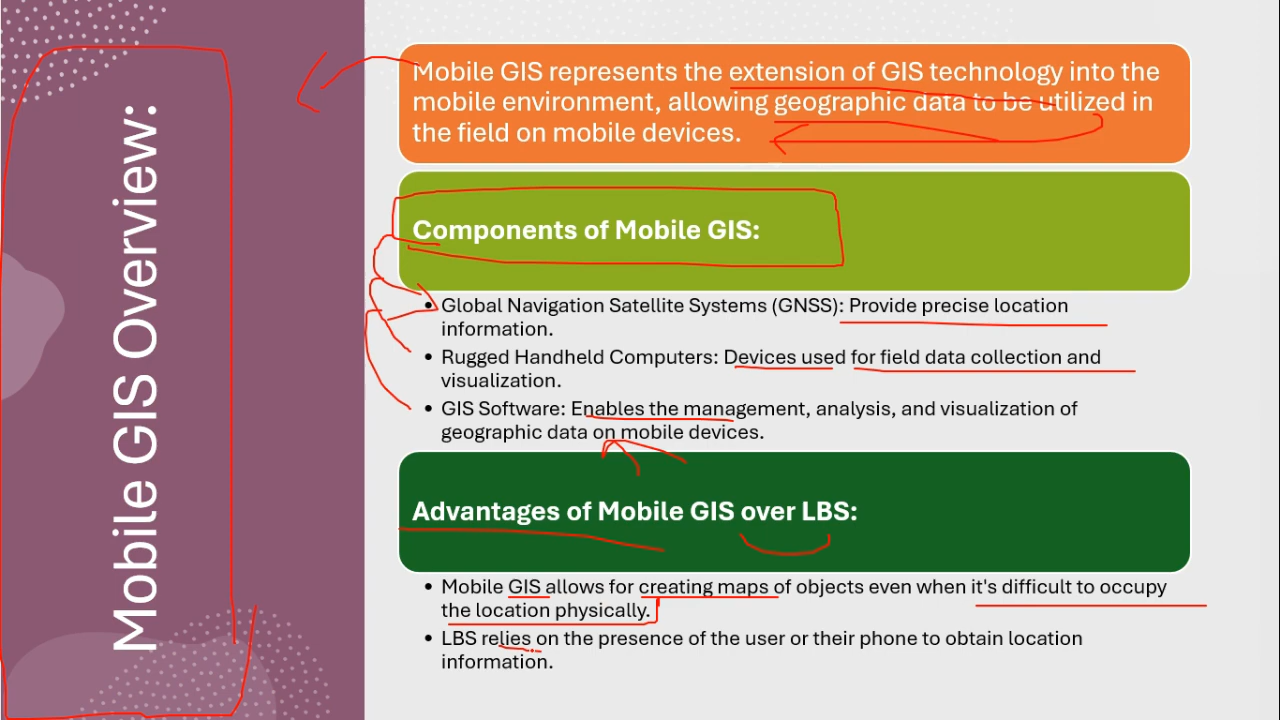 Mobile GIS Overview:
Mobile GIS represents the extension of GIS technology into the
mobile environment, allowing geographic data to be utilized in
the field on mobile devices.
Components of Mobile GIS:
• Global Navigation Satellite Systems (GNSS): Provide precise location
information.
• Rugged Handheld Computers: Devices used for field data collection and
visualization.
• GIS Software: Enables the management, analysis, and visualization of
geographic data on mobile devices.
Advantages of Mobile GIS over LBS:
• Mobile GIS allows for creating maps of objects even when it's difficult to occupy
the location physically.
• LBS relies on the presence of the user or their phone to obtain location
information.